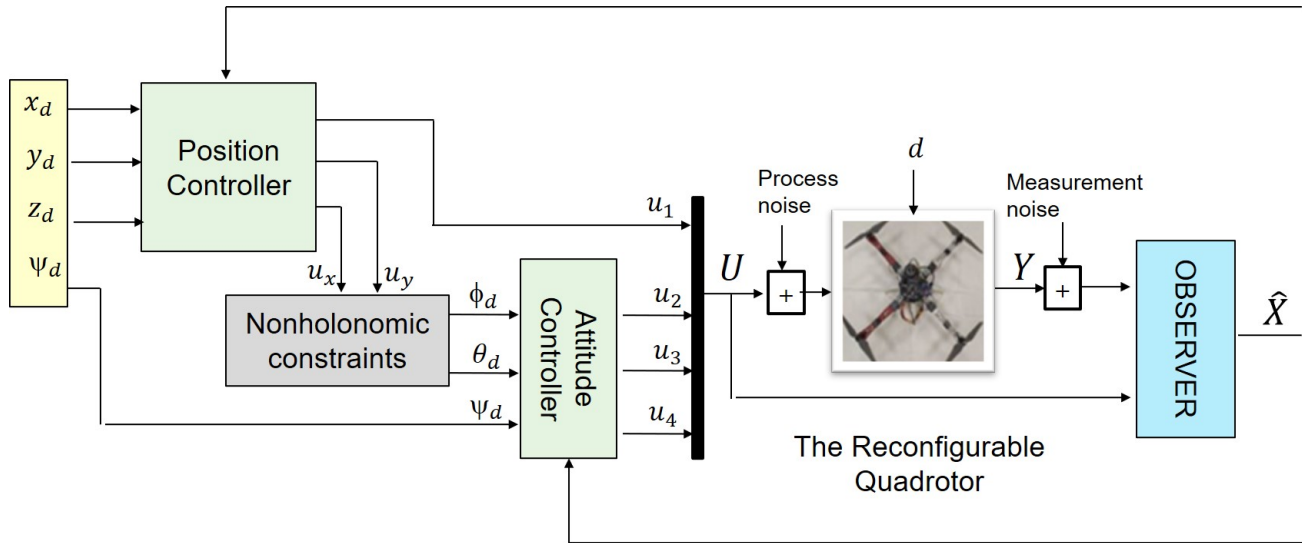 x_d
y_d
z_d
ψ_d
Position
Controller
u_x
u_y
Nonholonomic
constraints
ϕ_d
θ_d
ψ_d
Attitude
Controller
u_1
u_2
u_3
u_4
U
Process
noise
+
d
The Reconfigurable
Quadrotor
Y
Measurement
noise
+
OBSERVER
X̂